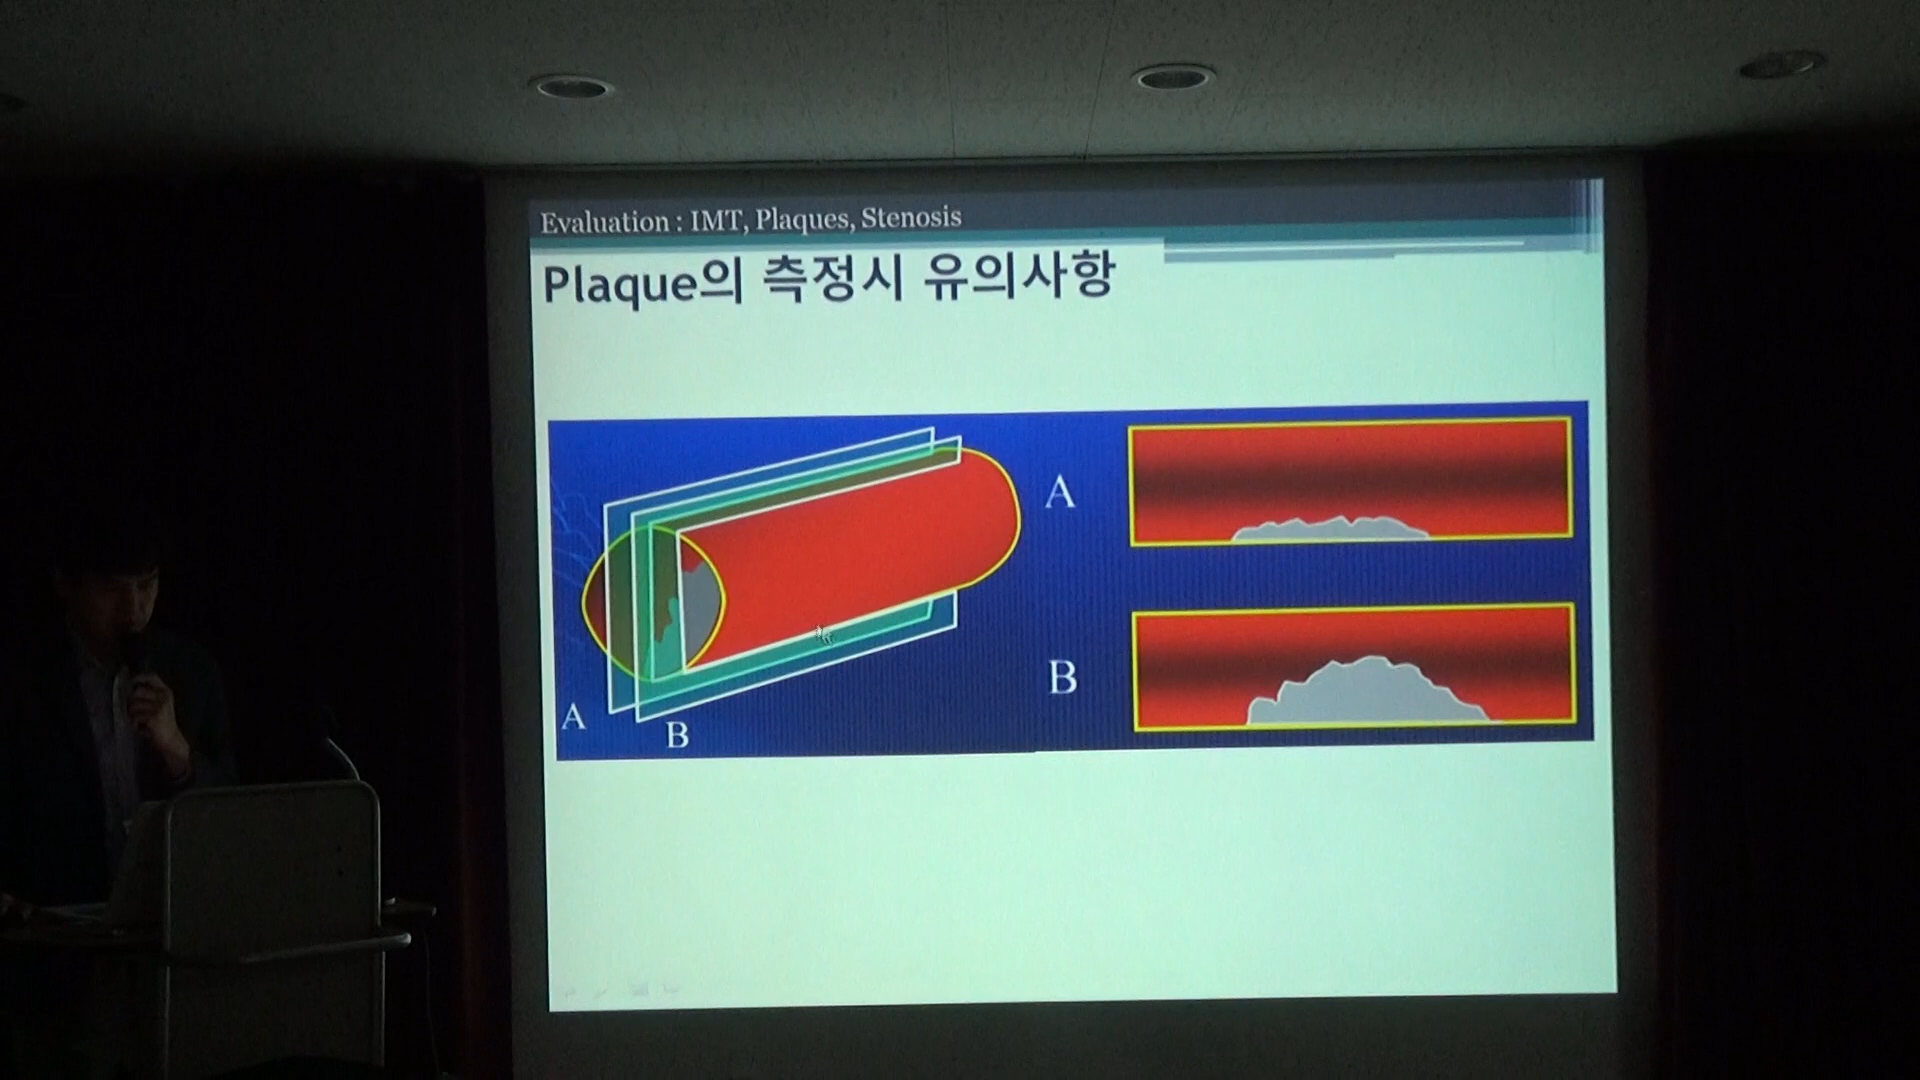 Evaluation : IMT, Plaques, Stenosis
Plaque의 측정시 유의사항
A
B
A
B